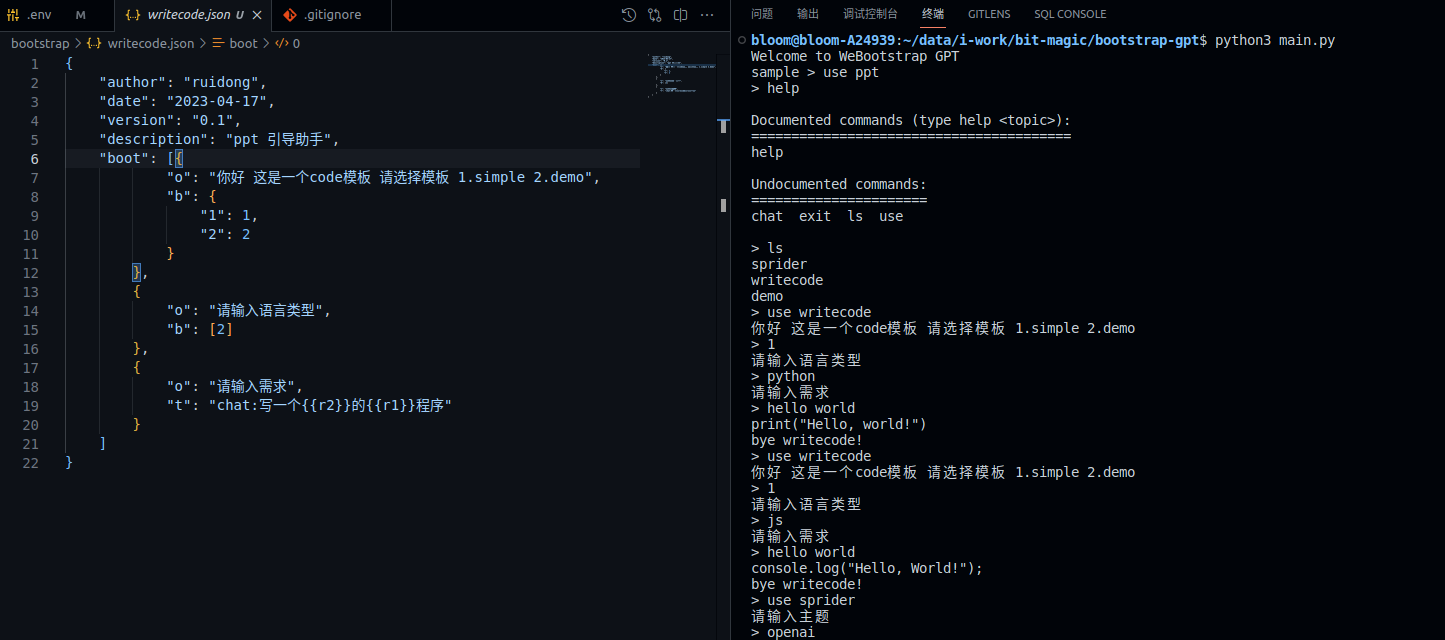 .env M writecode.json U .gitignore
bootstrap > writecode.json > boot > 0
1 {
2 "author": "ruidong",
3 "date": "2023-04-17",
4 "version": "0.1",
5 "description": "ppt 引导助手",
6 "boot": [{
7 "o": "你好 这是一个code模板 请选择模板 1.simple 2.demo",
8 "b": {
9 "1": 1,
10 "2": 2
11 }
12 },
13 {
14 "o": "请输入语言类型",
15 "b": [2]
16 },
17 {
18 "o": "请输入需求",
19 "t": "chat:写一个{{r2}}的{{r1}}程序"
20 }
21 ]
22 }
问题 输出 调试控制台 终端 GITLENS SQL CONSOLE
bloom@bloom-A24939:~/data/i-work/bit-magic/bootstrap-gpt$ python3 main.py
Welcome to WeBootstrap GPT
sample > use ppt
> help
Documented commands (type help <topic>):
========================================
help
Undocumented commands:
======================
chat exit ls use
> ls
sprider
writecode
demo
> use writecode
你好 这是一个code模板 请选择模板 1.simple 2.demo
> 1
请输入语言类型
> python
请输入需求
> hello world
print("Hello, world!")
bye writecode!
> use writecode
你好 这是一个code模板 请选择模板 1.simple 2.demo
> 1
请输入语言类型
> js
请输入需求
> hello world
console.log("Hello, World!");
bye writecode!
> use sprider
请输入主题
> openai